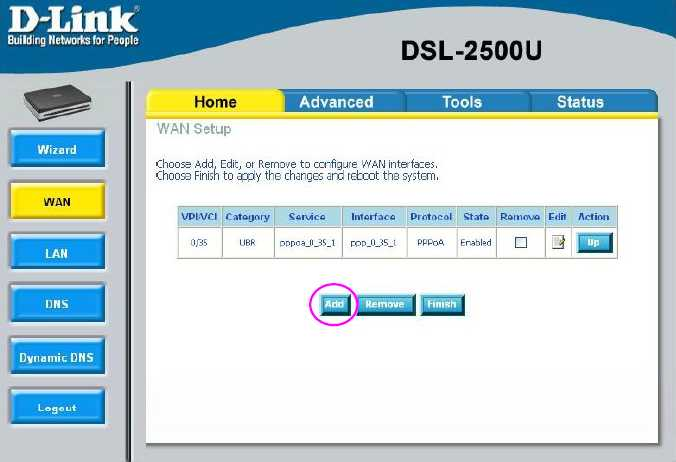 D-Link
Building Networks for People
DSL-2500U
Home Advanced Tools Status
WAN Setup
Choose Add, Edit, or Remove to configure WAN interfaces.
Choose Finish to apply the changes and reboot the system.
VPI/VCI Category Service Interface Protocol State Remove Edit Action
0/35 UBR pppoa_0_35_1 ppp_0_35_1 PPPoA Enabled Up
Add Remove Finish
Wizard
WAN
LAN
DNS
Dynamic DNS
Logout